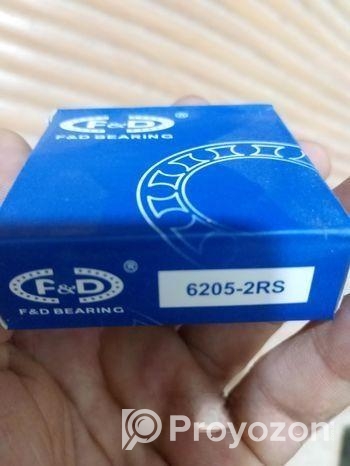 F&D ®
F&D BEARING
F&D ®
F&D BEARING
6205-2RS
Proyozon